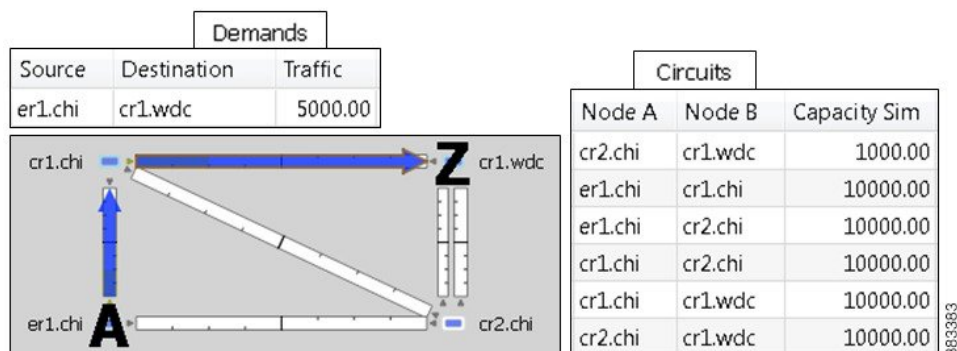 Demands
Source Destination Traffic
er1.chi cr1.wdc 5000.00
cr1.chi Z cr1.wdc
er1.chi A cr2.chi
Circuits
Node A Node B Capacity Sim
cr2.chi cr1.wdc 1000.00
er1.chi cr1.chi 10000.00
er1.chi cr2.chi 10000.00
cr1.chi cr2.chi 10000.00
cr1.chi cr1.wdc 10000.00
cr2.chi cr1.wdc 10000.00
383383